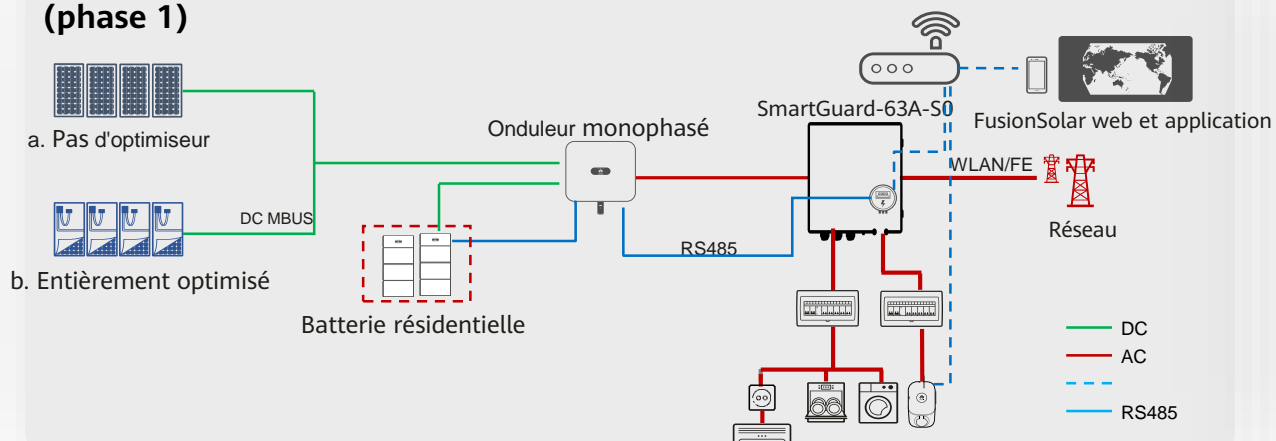 (phase 1)
a. Pas d'optimiseur
Onduleur monophasé
SmartGuard-63A-S0
FusionSolar web et application
WLAN/FE
DC MBUS
RS485
Réseau
b. Entièrement optimisé
Batterie résidentielle
DC
AC
RS485